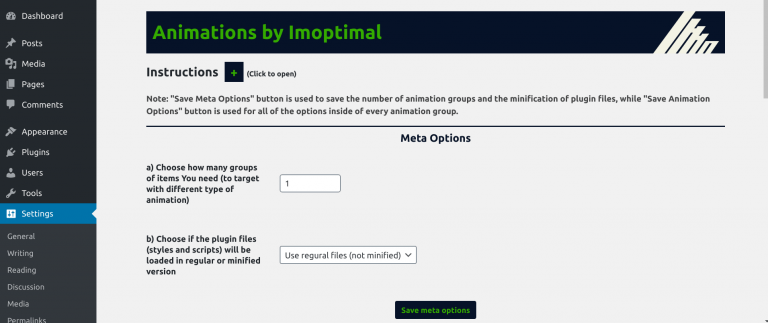 Dashboard
Posts
Media
Pages
Comments
Appearance
Plugins
Users
Tools
Settings
General
Writing
Reading
Discussion
Media
Permalinks
Animations by Imoptimal
Instructions + (Click to open)
Note: "Save Meta Options" button is used to save the number of animation groups and the minification of plugin files, while "Save Animation
Options" button is used for all of the options inside of every animation group.
Meta Options
a) Choose how many groups
of items You need (to target
with different type of
animation)
1
b) Choose if the plugin files
(styles and scripts) will be
loaded in regular or minified
version
Use regural files (not minified)
Save meta options